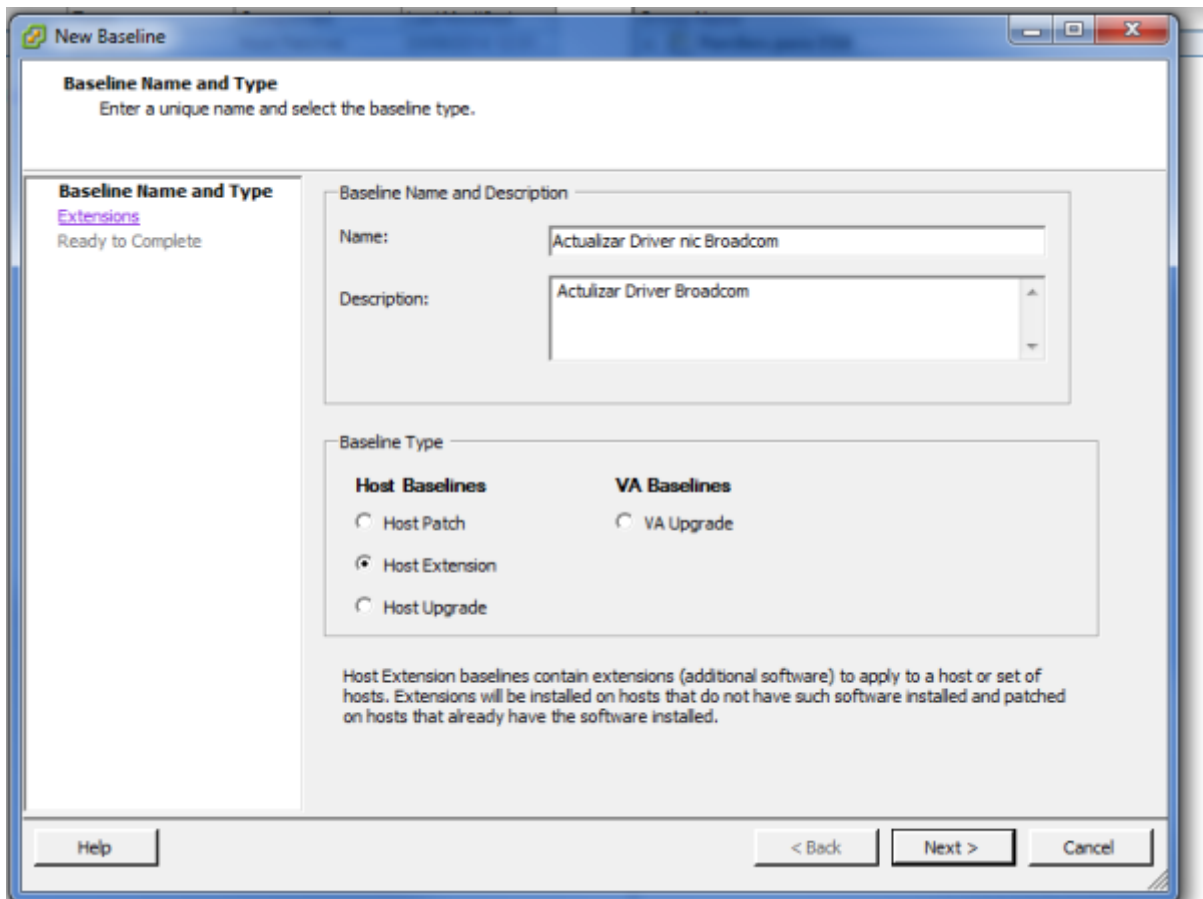 New Baseline
Baseline Name and Type
Enter a unique name and select the baseline type.
Baseline Name and Type
Extensions
Ready to Complete
Baseline Name and Description
Name:
Actualizar Driver nic Broadcom
Description:
Actulizar Driver Broadcom
Baseline Type
Host Baselines
VA Baselines
Host Patch
VA Upgrade
Host Extension
Host Upgrade
Host Extension baselines contain extensions (additional software) to apply to a host or set of
hosts. Extensions will be installed on hosts that do not have such software installed and patched
on hosts that already have the software installed.
Help
< Back
Next >
Cancel